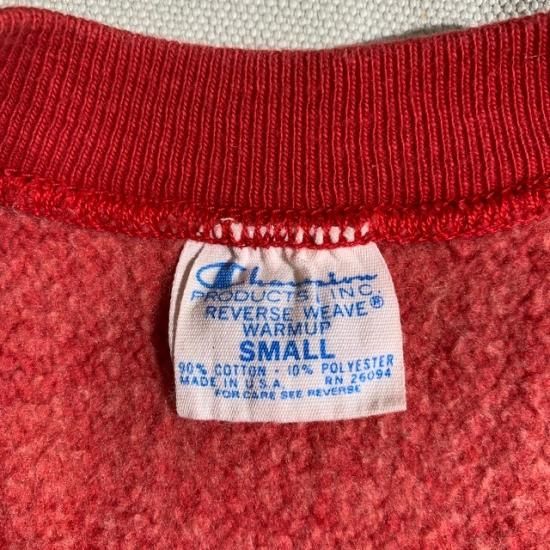 Champion
PRODUCTS, INC.
REVERSE WEAVE®
WARMUP
SMALL
90% COTTON · 10% POLYESTER
MADE IN U.S.A. RN 26094
FOR CARE SEE REVERSE